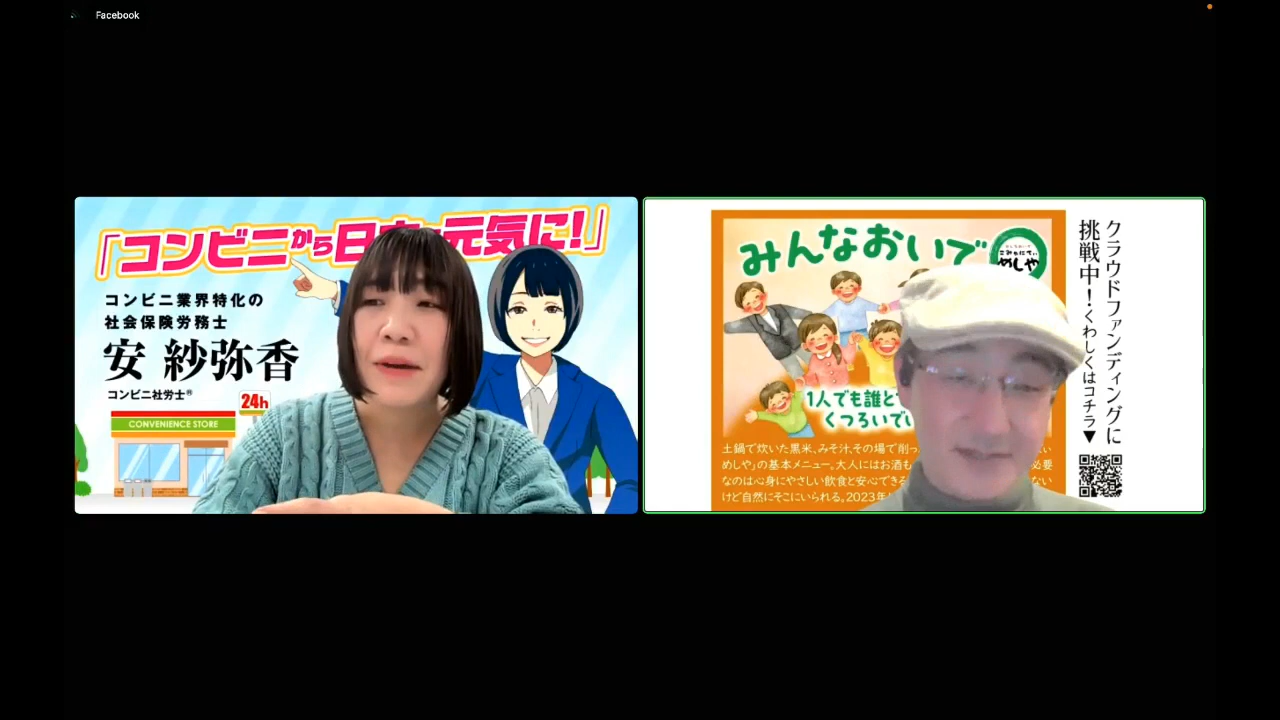 Facebook
「コンビニから日 元気に!」
コンビニ業界特化の
社会保険労務士
安 紗弥香
コンビニ社労士®
24h
CONVENIENCE STORE
みんなおいで
めしや
1人でも誰と
くつろいで
土鍋で炊いた黒米、みそ汁、その場で削っ
めしや」の基本メニュー。大人にはお酒も 必要
なのは心身にやさしい飲食と安心でき ない
けど自然にそこにいられる。2023年
クラウドファンディングに
挑戦中!くわしくはコチラ▼